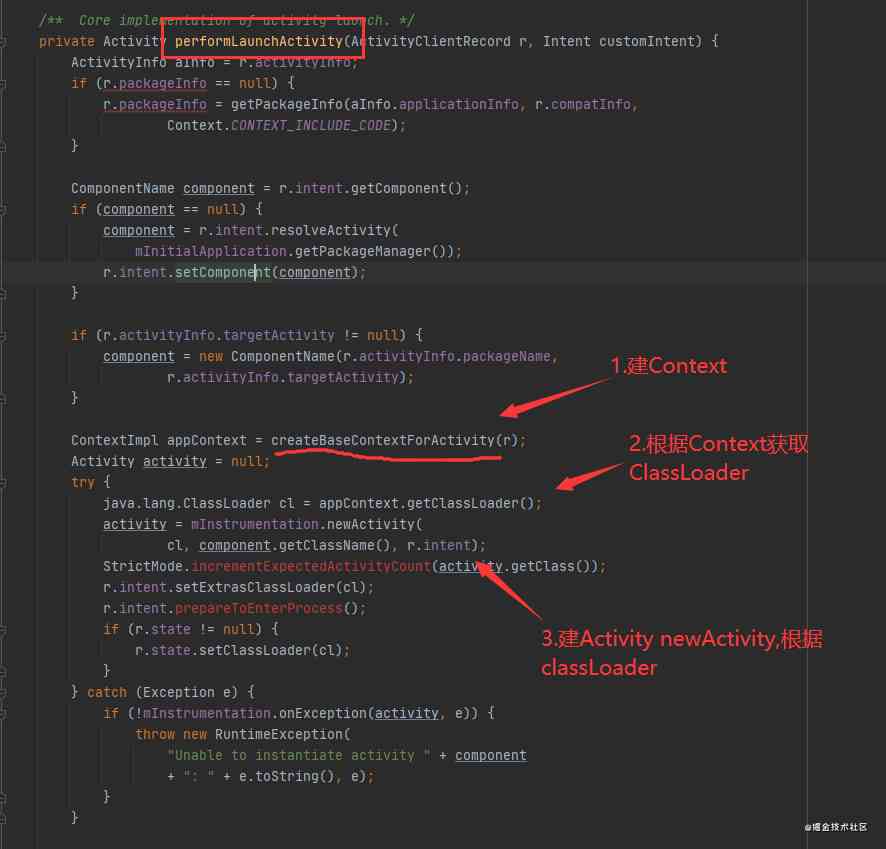 /**  Core implementation of activity launch. */
private Activity performLaunchActivity(ActivityClientRecord r, Intent customIntent) {
ActivityInfo aInfo = r.activityInfo;
if (r.packageInfo == null) {
r.packageInfo = getPackageInfo(aInfo.applicationInfo, r.compatInfo,
Context.CONTEXT_INCLUDE_CODE);
}
ComponentName component = r.intent.getComponent();
if (component == null) {
component = r.intent.resolveActivity(
mInitialApplication.getPackageManager());
r.intent.setComponent(component);
}
if (r.activityInfo.targetActivity != null) {
component = new ComponentName(r.activityInfo.packageName,
r.activityInfo.targetActivity);
}
1.建Context
ContextImpl appContext = createBaseContextForActivity(r);
2.根据Context获取
ClassLoader
Activity activity = null;
try {
java.lang.ClassLoader cl = appContext.getClassLoader();
activity = mInstrumentation.newActivity(
cl, component.getClassName(), r.intent);
StrictMode.incrementExpectedActivityCount(activity.getClass());
r.intent.setExtrasClassLoader(cl);
r.intent.prepareToEnterProcess();
if (r.state != null) {
3.建Activity newActivity,根据
classLoader
r.state.setClassLoader(cl);
}
} catch (Exception e) {
if (!mInstrumentation.onException(activity, e)) {
throw new RuntimeException(
"Unable to instantiate activity " + component
+ ": " + e.toString(), e);
}
}
@掘金技术社区